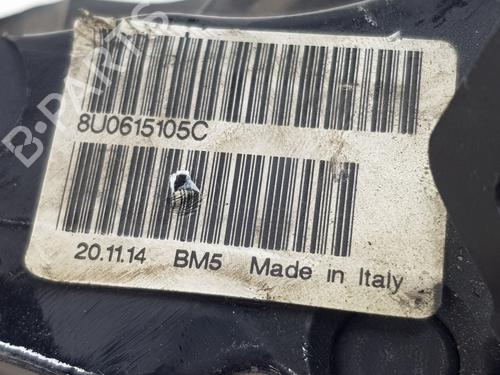 B-PARTS
8U0615105C
20.11.14 BM5 Made in Italy